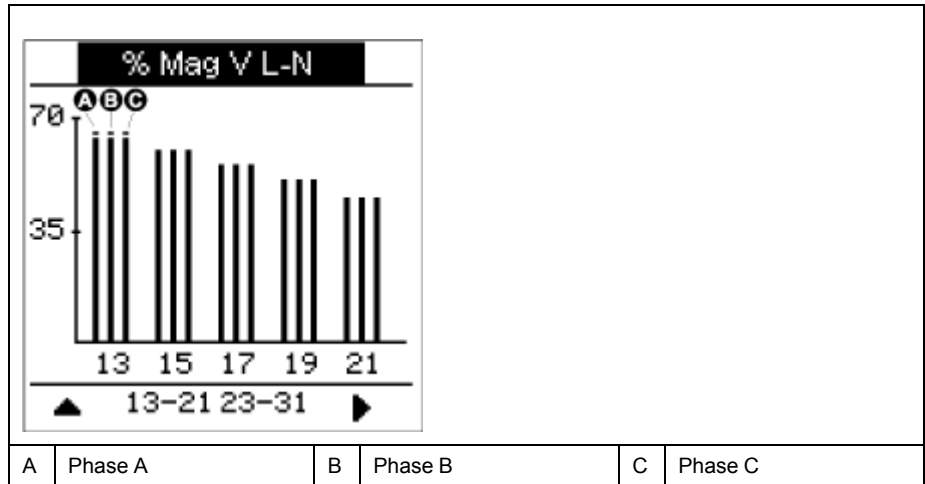 % Mag V L-N
A B C
70
35
13 15 17 19 21
13-21 23-31
A Phase A B Phase B C Phase C